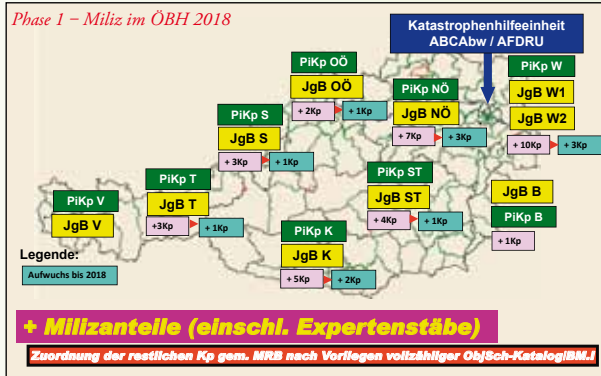 Phase 1 – Miliz im ÖBH 2018
Katastrophenhilfeeinheit
ABCAbw / AFDRU
PiKp OÖ
JgB OÖ
+ 2Kp
+ 1Kp
PiKp NÖ
JgB NÖ
+ 7Kp
+ 3Kp
PiKp W
JgB W1
JgB W2
+ 10Kp
+ 3Kp
PiKp S
JgB S
+ 3Kp
+ 1Kp
PiKp T
JgB T
+3Kp
+ 1Kp
PiKp ST
JgB ST
+ 4Kp
+ 1Kp
JgB B
PiKp B
+ 1Kp
PiKp V
JgB V
PiKp K
JgB K
+ 5Kp
+ 2Kp
Legende:
Aufwuchs bis 2018
+ Milizanteile (einschl. Expertenstäbe)
Zuordnung der restlichen Kp gem. MRB nach Vorliegen vollzähliger ObjSch-Katalog/BM.I